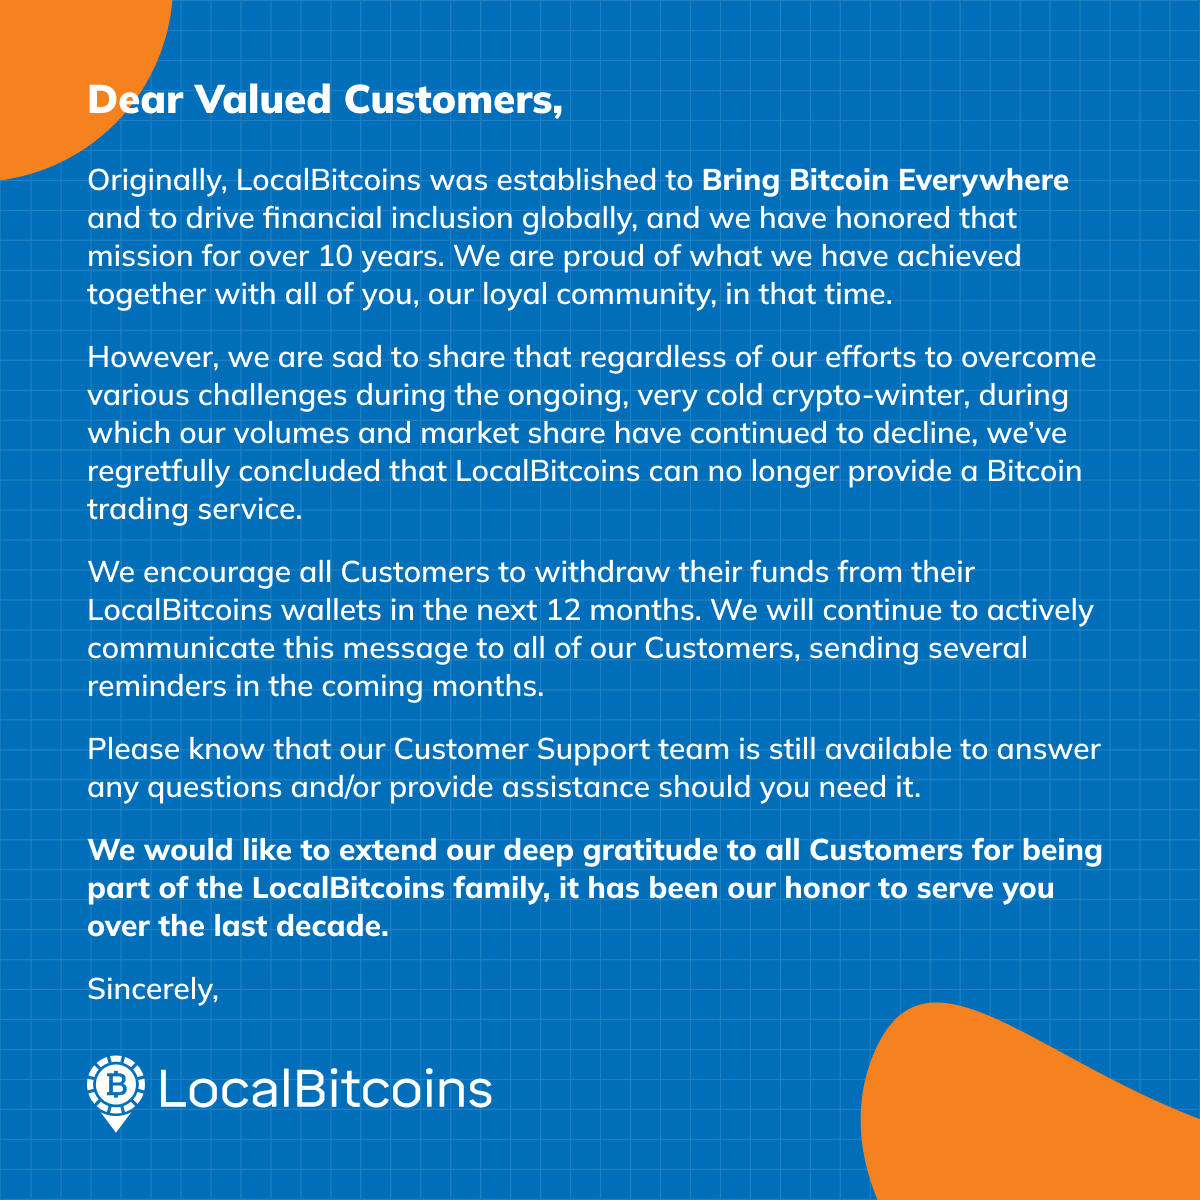 Dear Valued Customers,
Originally, LocalBitcoins was established to Bring Bitcoin Everywhere
and to drive financial inclusion globally, and we have honored that
mission for over 10 years. We are proud of what we have achieved
together with all of you, our loyal community, in that time.
However, we are sad to share that regardless of our efforts to overcome
various challenges during the ongoing, very cold crypto-winter, during
which our volumes and market share have continued to decline, we’ve
regretfully concluded that LocalBitcoins can no longer provide a Bitcoin
trading service.
We encourage all Customers to withdraw their funds from their
LocalBitcoins wallets in the next 12 months. We will continue to actively
communicate this message to all of our Customers, sending several
reminders in the coming months.
Please know that our Customer Support team is still available to answer
any questions and/or provide assistance should you need it.
We would like to extend our deep gratitude to all Customers for being
part of the LocalBitcoins family, it has been our honor to serve you
over the last decade.
Sincerely,
LocalBitcoins